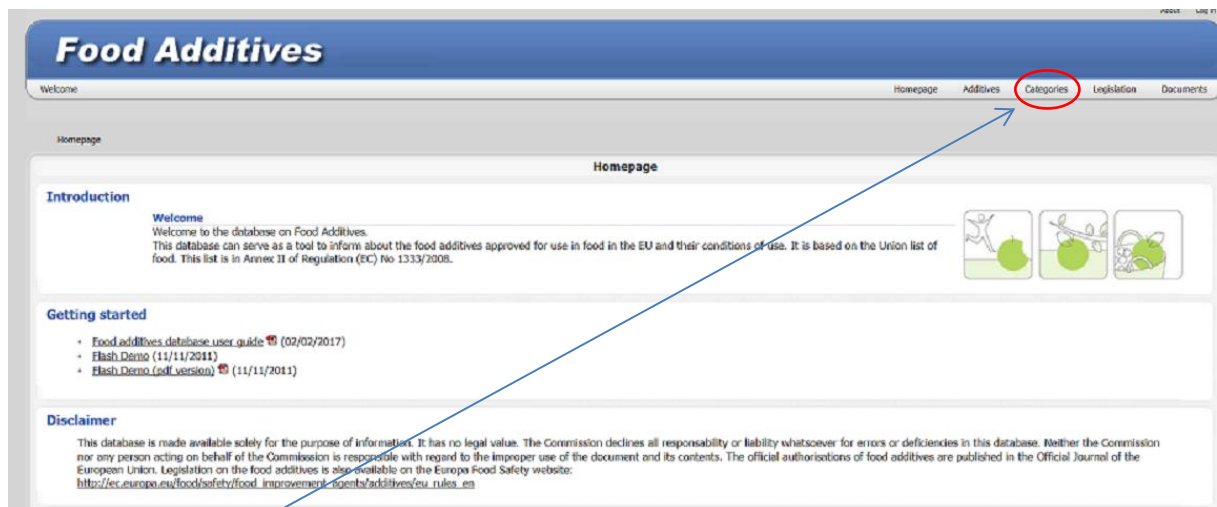 About Log in
Food Additives
Welcome
Homepage Additives Categories Legislation Documents
Homepage
Homepage
Introduction
Welcome
Welcome to the database on Food Additives.
This database can serve as a tool to inform about the food additives approved for use in food in the EU and their conditions of use. It is based on the Union list of
food. This list is in Annex II of Regulation (EC) No 1333/2008.
Getting started
Food additives database user guide (02/02/2017)
Flash Demo (11/11/2011)
Flash Demo (pdf version) (11/11/2011)
Disclaimer
This database is made available solely for the purpose of information. It has no legal value. The Commission declines all responsability or liability whatsoever for errors or deficiencies in this database. Neither the Commission
nor any person acting on behalf of the Commission is responsible with regard to the improper use of the document and its contents. The official authorisations of food additives are published in the Official Journal of the
European Union. Legislation on the food additives is also available on the Europa Food Safety website:
http://ec.europa.eu/food/safety/food_improvement_agents/additives/eu_rules_en